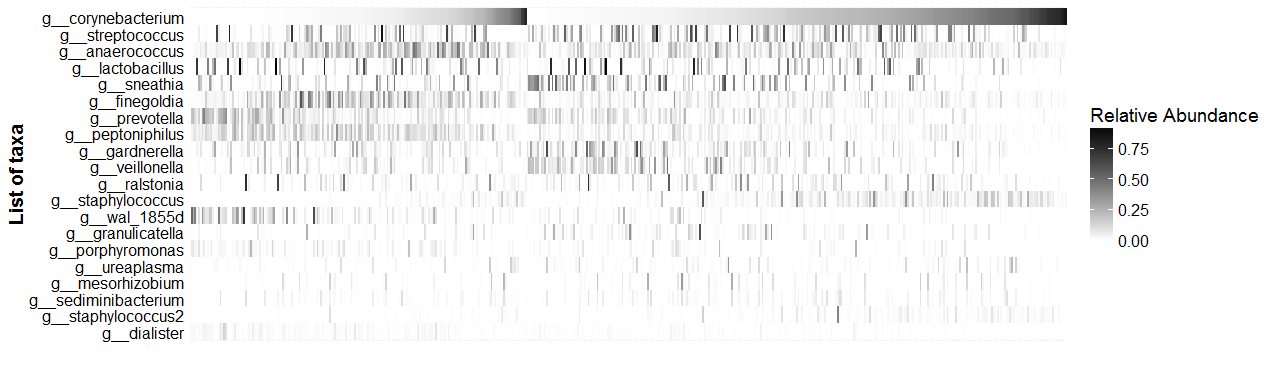 List of taxa
g__corynebacterium
g__streptococcus
g__anaerococcus
g__lactobacillus
g__sneathia
g__finegoldia
g__prevotella
g__peptoniphilus
g__gardnerella
g__veillonella
g__ralstonia
g__staphylococcus
g__wal_1855d
g__granulicatella
g__porphyromonas
g__ureaplasma
g__mesorhizobium
g__sediminibacterium
g__staphylococcus2
g__dialister
Relative Abundance
0.75
0.50
0.25
0.00